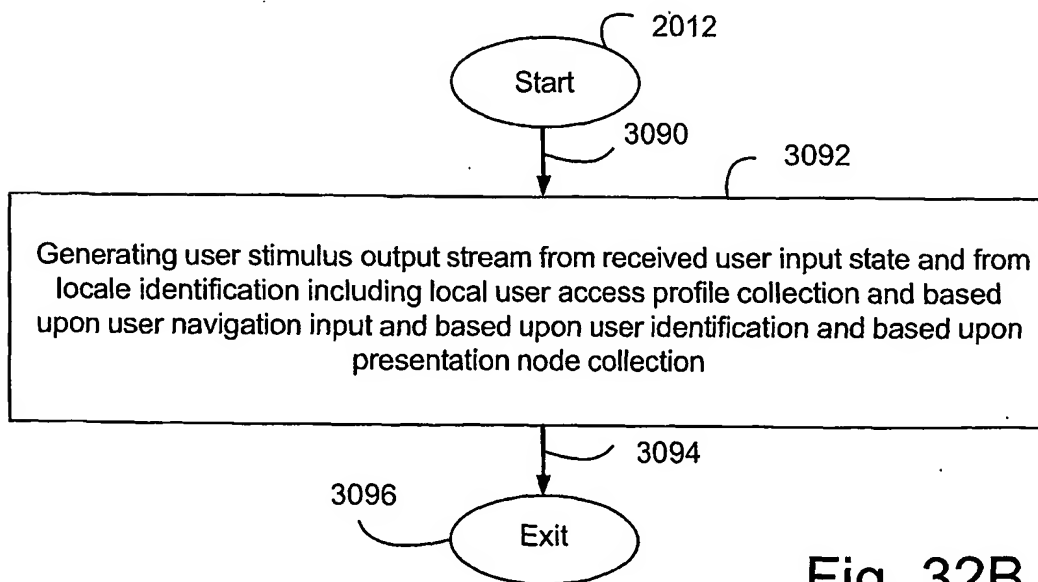 2012
Start
3090
3092
Generating user stimulus output stream from received user input state and from
locale identification including local user access profile collection and based
upon user navigation input and based upon user identification and based upon
presentation node collection
3094
3096
Exit
Fig. 32B